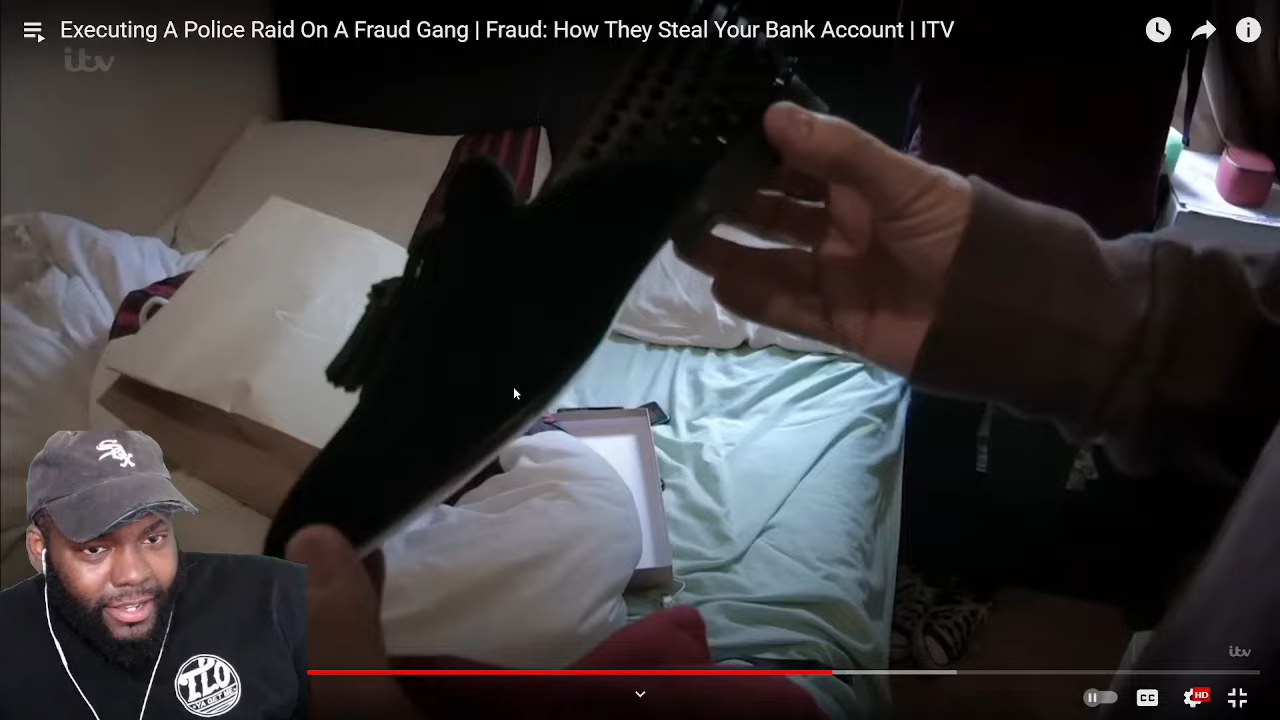 Executing A Police Raid On A Fraud Gang | Fraud: How They Steal Your Bank Account | ITV
itv
Sox
TLO
itv
CC
HD